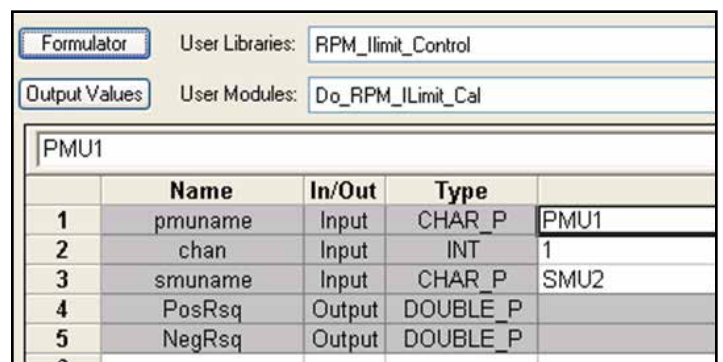 Formulator User Libraries: RPM_Ilimit_Control
Output Values User Modules: Do_RPM_ILimit_Cal
PMU1
Name In/Out Type
1 pmuname Input CHAR_P PMU1
2 chan Input INT 1
3 smuname Input CHAR_P SMU2
4 PosRsq Output DOUBLE_P
5 NegRsq Output DOUBLE_P